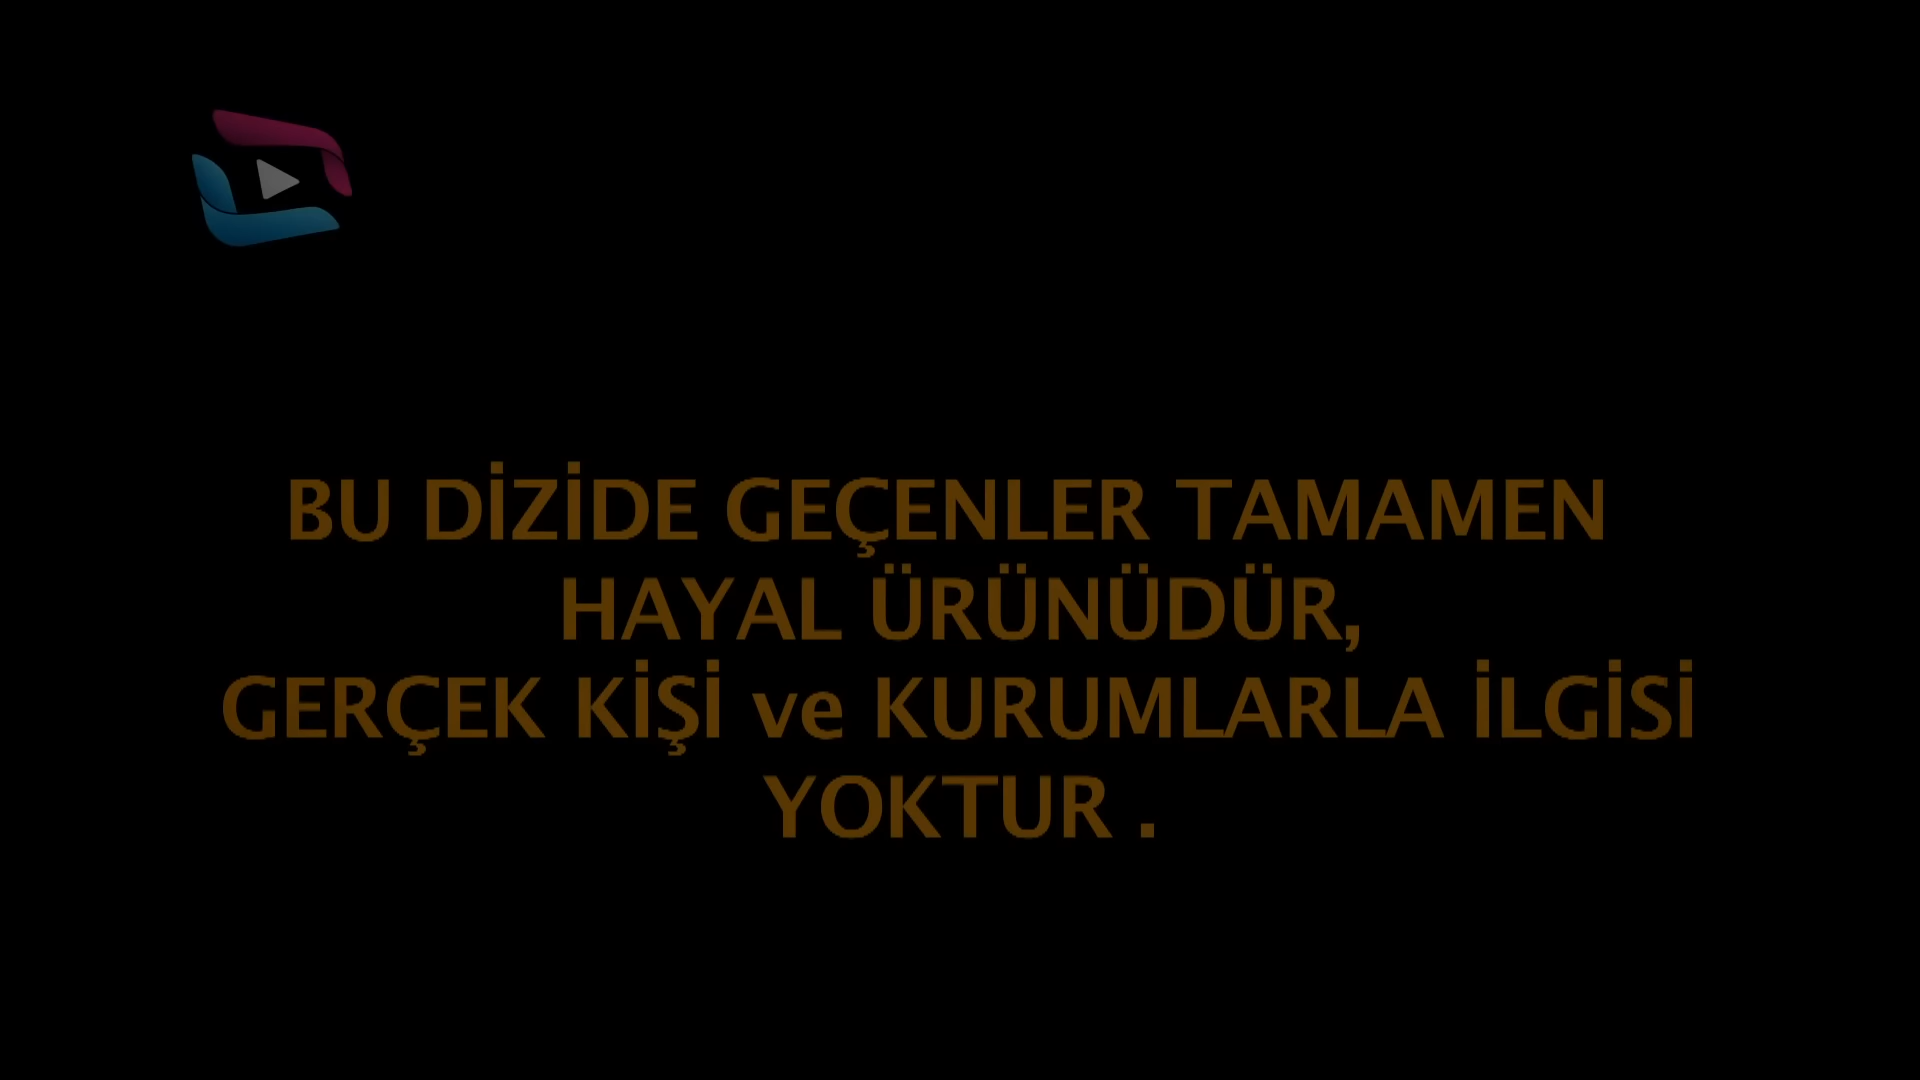 BU DİZİDE GEÇENLER TAMAMEN
HAYAL ÜRÜNÜDÜR,
GERÇEK KİŞİ ve KURUMLARLA İLGİSİ
YOKTUR .